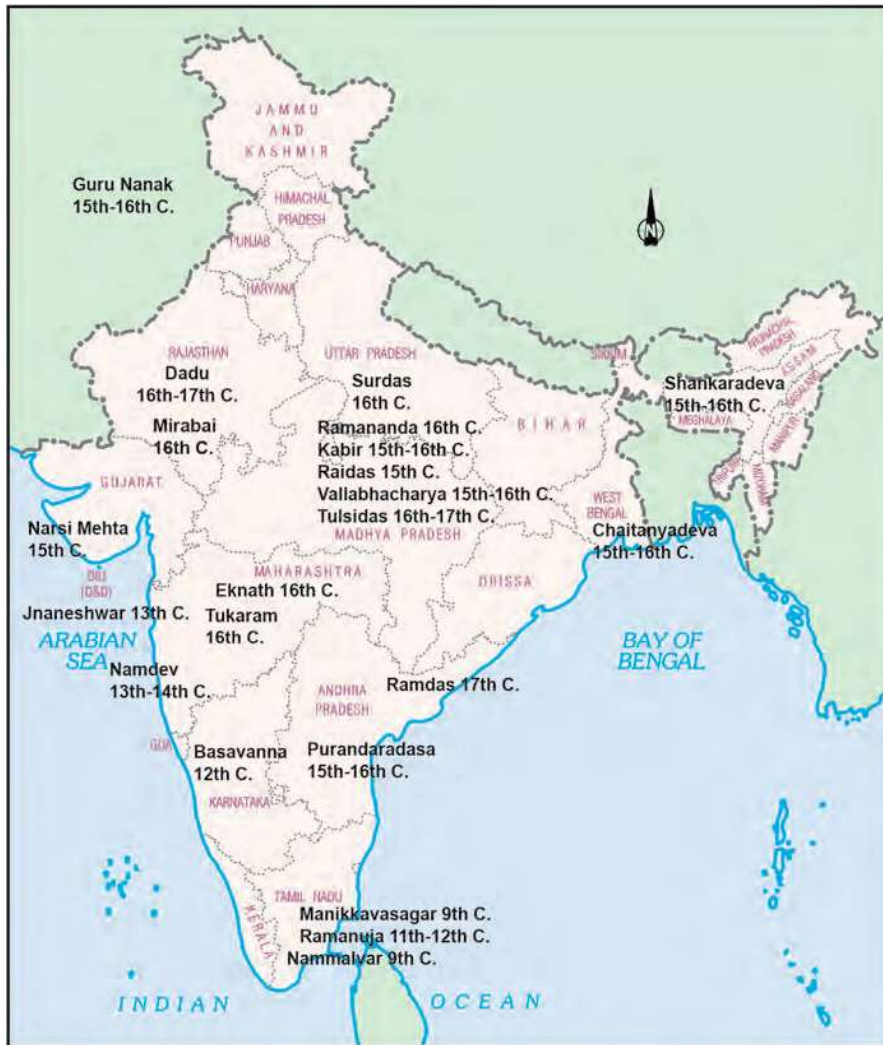 JAMMU
AND
KASHMIR
Guru Nanak
15th-16th C.
HIMACHAL
PRADESH
PUNJAB
N
HARYANA
RAJASTHAN
UTTAR PRADESH
SIKKIM
ARUNACHAL
PRADESH
ASSAM
NAGALAND
Dadu
16th-17th C.
Surdas
16th C.
Shankaradeva
15th-16th C.
MEGHALAYA
MANIPUR
Mirabai
16th C.
Ramananda 16th C.
Kabir 15th-16th C.
Raidas 15th C.
Vallabhacharya 15th-16th C.
Tulsidas 16th-17th C.
BIHAR
TRIPURA
MIZORAM
GUJARAT
WEST
BENGAL
MADHYA PRADESH
Narsi Mehta
15th C.
Chaitanyadeva
15th-16th C.
DIU
(D&D)
MAHARASHTRA
Eknath 16th C.
ORISSA
Jnaneshwar 13th C.
Tukaram
16th C.
ARABIAN
SEA
BAY OF
BENGAL
Namdev
13th-14th C.
Ramdas 17th C.
ANDHRA
PRADESH
GOA
Basavanna
12th C.
Purandaradasa
15th-16th C.
KARNATAKA
TAMIL NADU
KERALA
Manikkavasagar 9th C.
Ramanuja 11th-12th C.
Nammalvar 9th C.
INDIAN OCEAN